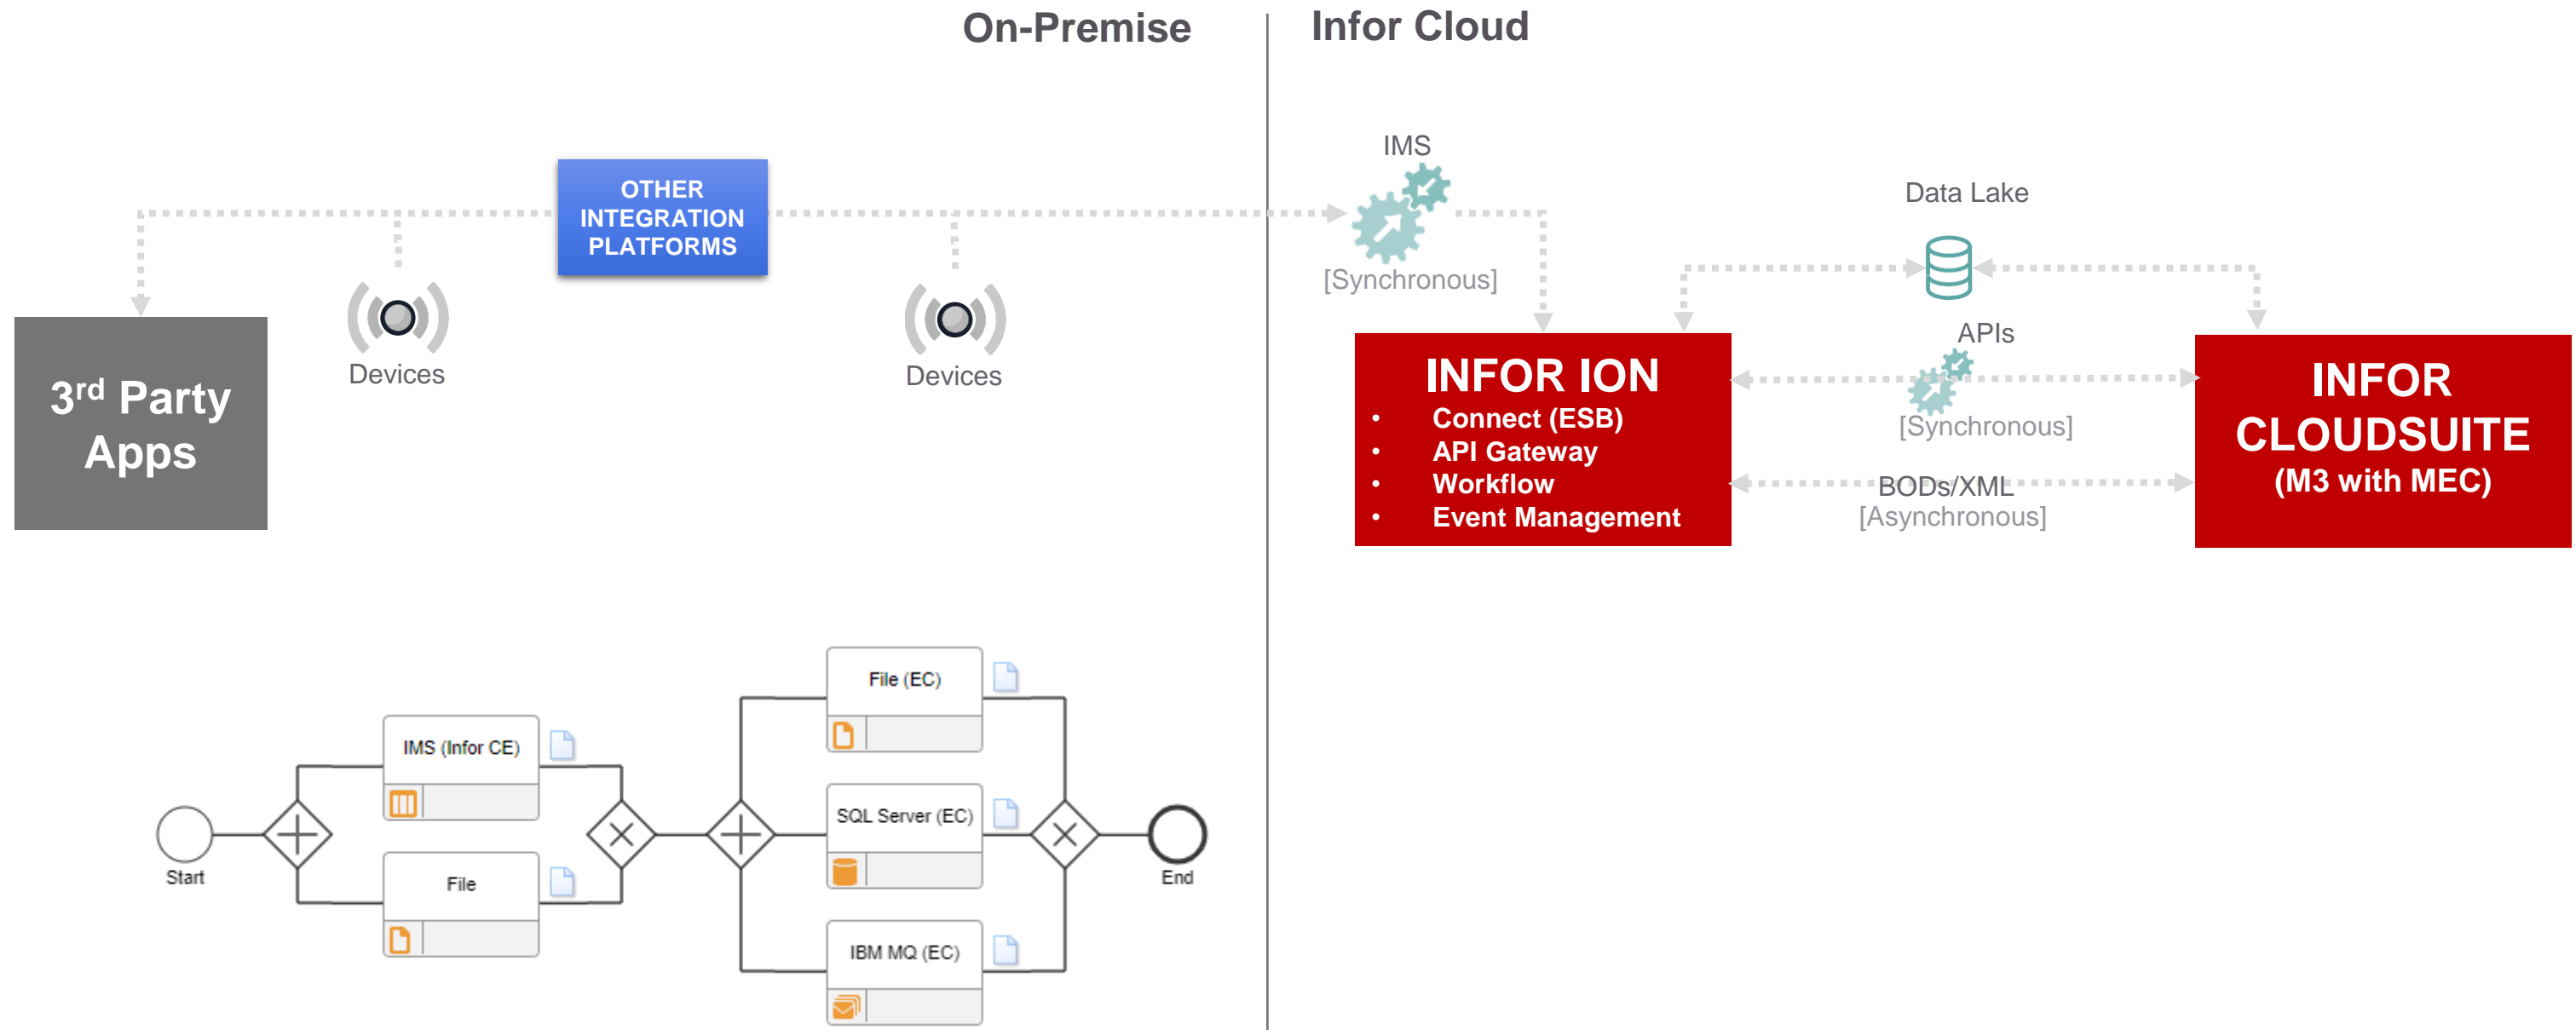 On-Premise
Infor Cloud
IMS
[Synchronous]
OTHER
INTEGRATION
PLATFORMS
Data Lake
3rd Party
Apps
Devices
Devices
INFOR ION
• Connect (ESB)
• API Gateway
• Workflow
• Event Management
APIs
[Synchronous]
BODs/XML
[Asynchronous]
INFOR
CLOUDSUITE
(M3 with MEC)
Start
IMS (Infor CE)
File
File (EC)
SQL Server (EC)
IBM MQ (EC)
End